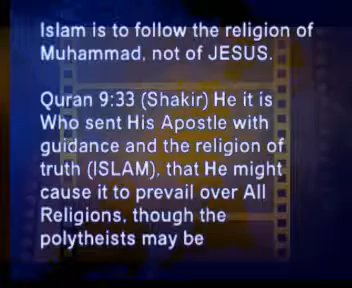 Islam is to follow the religion of
Muhammad, not of JESUS.
Quran 9:33 (Shakir) He it is
Who sent His Apostle with
guidance and the religion of
truth (ISLAM), that He might
cause it to prevail over All
Religions, though the
polytheists may be